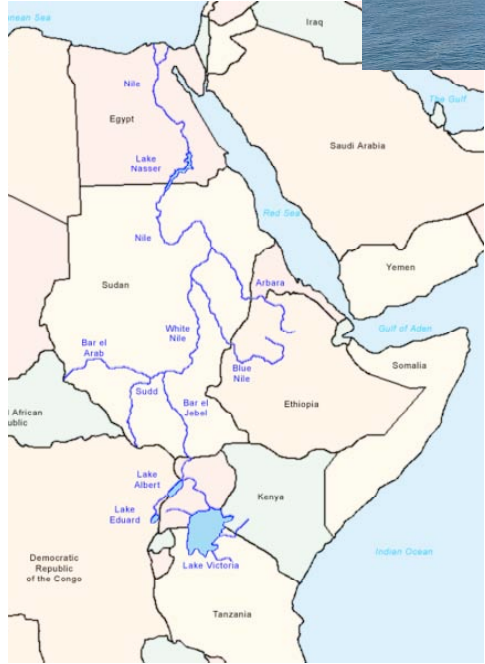 nean Sea
Iraq
Nile
The Gulf
Egypt
Saudi Arabia
Lake
Nasser
Red Sea
Nile
Yemen
Sudan
Arbara
Gulf of Aden
White
Nile
Bar el
Arab
Somalia
Blue
Nile
Sudd
Bar el
Jebel
Ethiopia
l African
public
Lake
Albert
Kenya
Lake
Eduard
Democratic
Republic
of the Congo
Indian Ocean
Lake Victoria
Tanzania